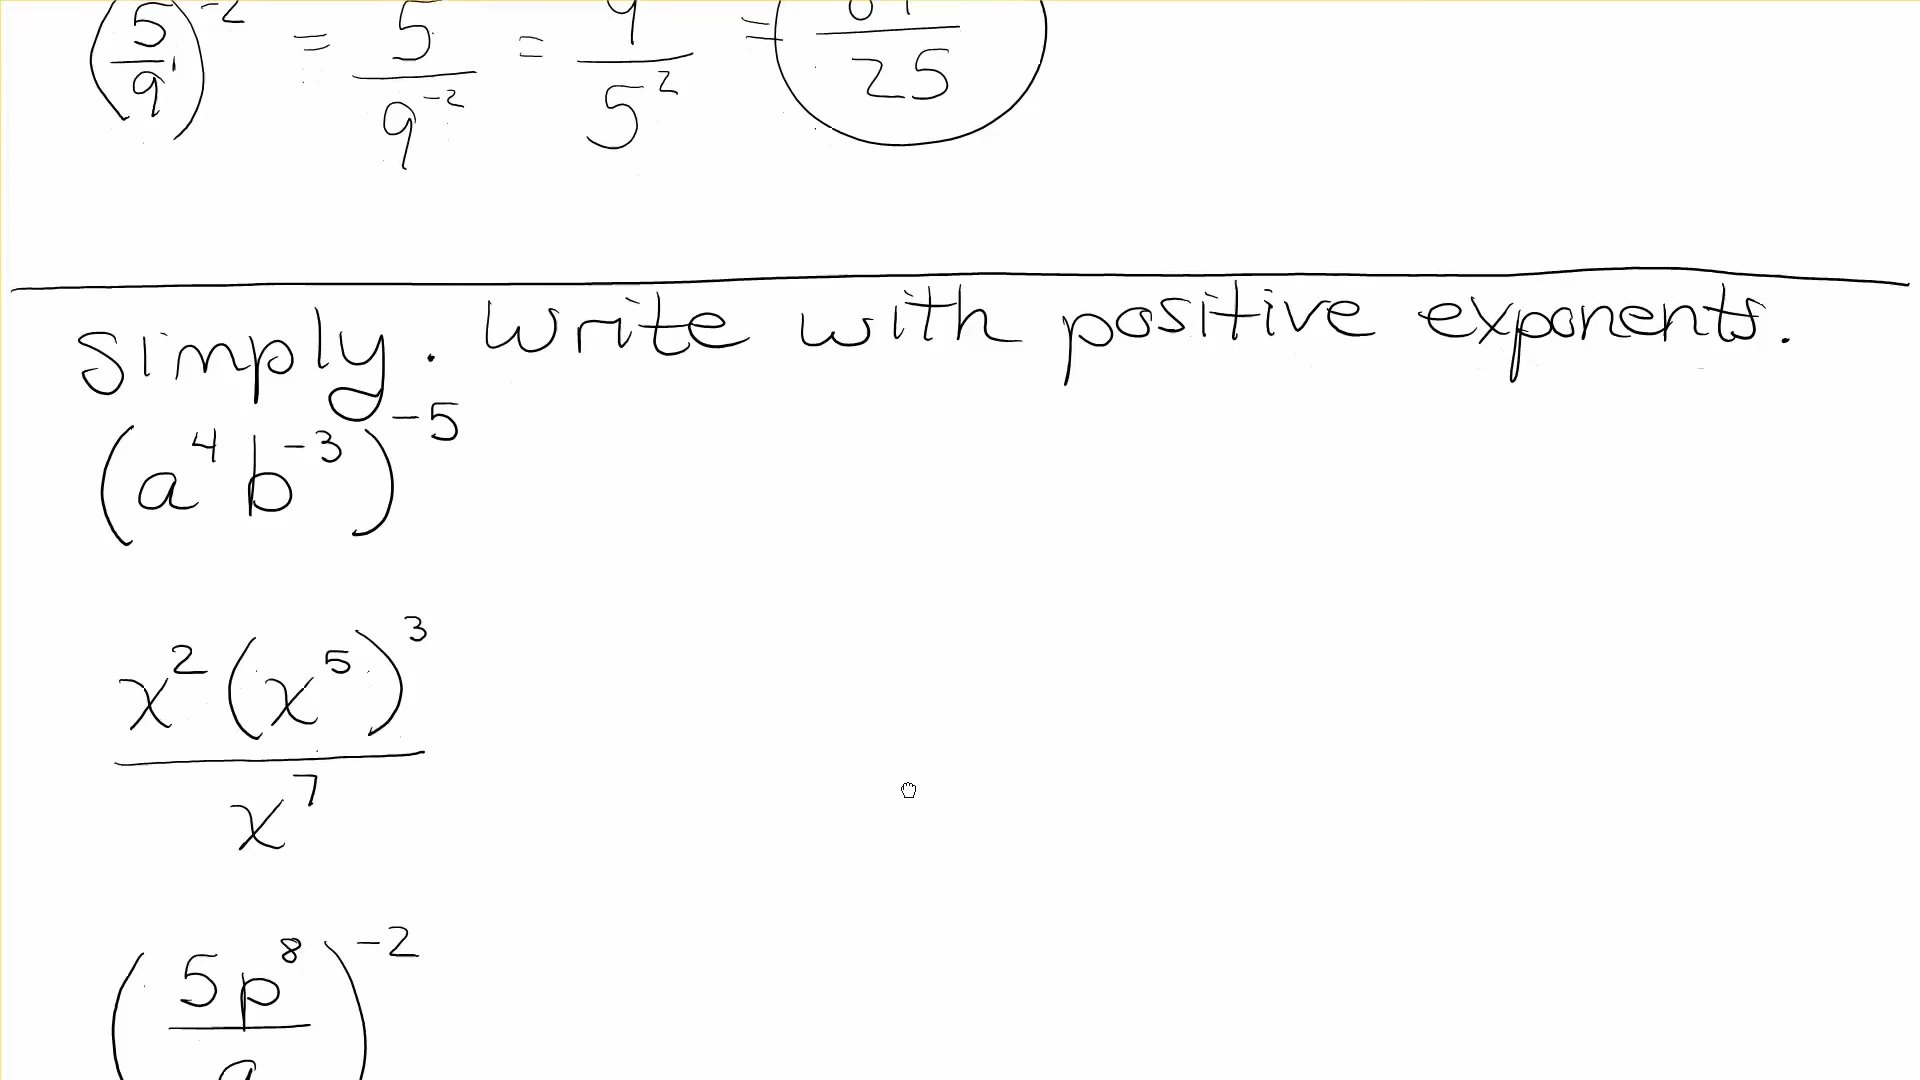 (5/9)^-2 = 5/9^-2 = 9/5^2 = 81/25
Simply. Write with positive exponents.
(a^4 b^-3)^-5
x^2 (x^5)^3 / x^7
(5p^8 /)^-2